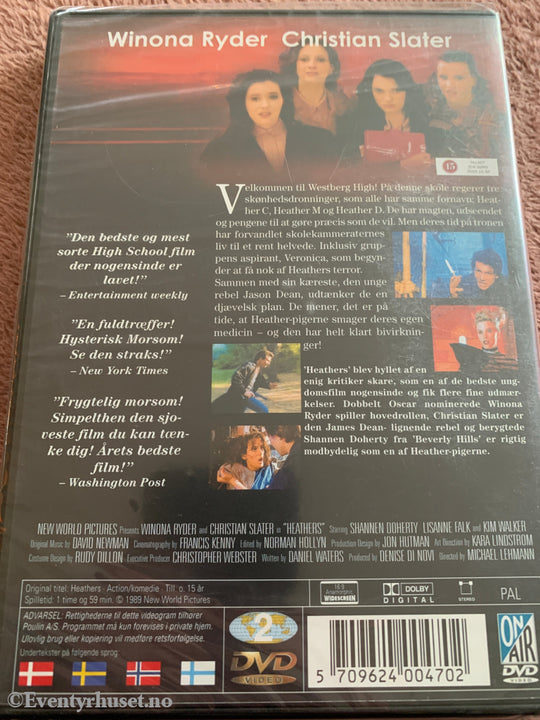 Winona Ryder Christian Slater
15
Velkommen til Westberg High! På denne skole regerer tre
skønhedsdronninger, som alle har samme fornavn: Heat-
her C, Heather M og Heather D. De har magten, udseendet
og pengene til at gøre præcis som de vil. Men deres tid på tronen
har forvandlet skolekammeraternes
liv til et rent helvede. Inklusiv grup-
pens aspirant, Veronica, som begyn-
der at få nok af Heathers terror.
Sammen med sin kæreste, den unge
rebel Jason Dean, udtænker de en
djævelsk plan. De mener, det er på
tide, at Heather-pigerne smager deres egen
medicin – og den har helt klart bivirknin-
ger!
"Den bedste og mest
sorte High School film
der nogensinde er
lavet!"
– Entertainment weekly
"En fuldtræffer!
Hysterisk Morsom!
Se den straks!"
– New York Times
"Frygtelig morsom!
Simpelthen den sjo-
veste film du kan tæn-
ke dig! Årets bedste
film!"
– Washington Post
'Heathers' blev hyllet af en
enig kritiker skare, som en af de bedste ung-
domsfilm nogensinde og fik flere fine udmær-
kelser. Dobbelt Oscar nominerede Winona
Ryder spiller hovedrollen, Christian Slater er
den James Dean- lignende rebel og berygtede
Shannen Doherty fra 'Beverly Hills' er rigtig
modbydelig som en af Heather-pigerne.
NEW WORLD PICTURES Presents WINONA RYDER and CHRISTIAN SLATER in "HEATHERS" Starring SHANNEN DOHERTY LISANNE FALK and KIM WALKER
Original Music by DAVID NEWMAN Cinematography by FRANCIS KENNY Edited by NORMAN HOLLYN Production Design by JON HUTMAN Art Direction by KARA LINDSTROM
Costume Design by RUDY DILLON Executive Producer CHRISTOPHER WEBSTER Written by DANIEL WATERS Produced by DENISE DI NOVI Directed by MICHAEL LEHMANN
Original titel: Heathers - Action/komedie - Till. o. 15 år
Spilletid: 1 time og 59 min. © 1989 New World Pictures
16:9
Anamorphic
WIDESCREEN
DOLBY
DIGITAL
STEREO
PAL
ADVARSEL: Rettighederne til dette videogram tilhører
Poullin A/S. Programmet må kun forevises i private hjem.
Ulovlig brug eller kopiering vil medføre retsforfølgelse.
Undertekster på følgende sprog:
2
DVD
VIDEO
5 709624 004702
ON
AIR
DVD
VIDEO
©Eventyrhuset.no